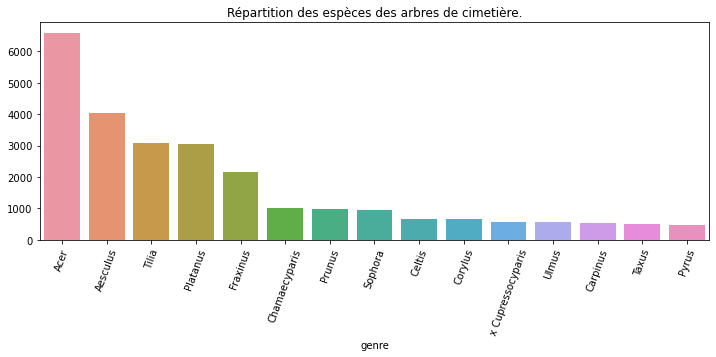 Répartition des espèces des arbres de cimetière.
6000
5000
4000
3000
2000
1000
0
Acer
Aesculus
Tilia
Platanus
Fraxinus
Chamaecyparis
Prunus
Sophora
Celtis
Corylus
x Cupressocyparis
Ulmus
Carpinus
Taxus
Pyrus
genre